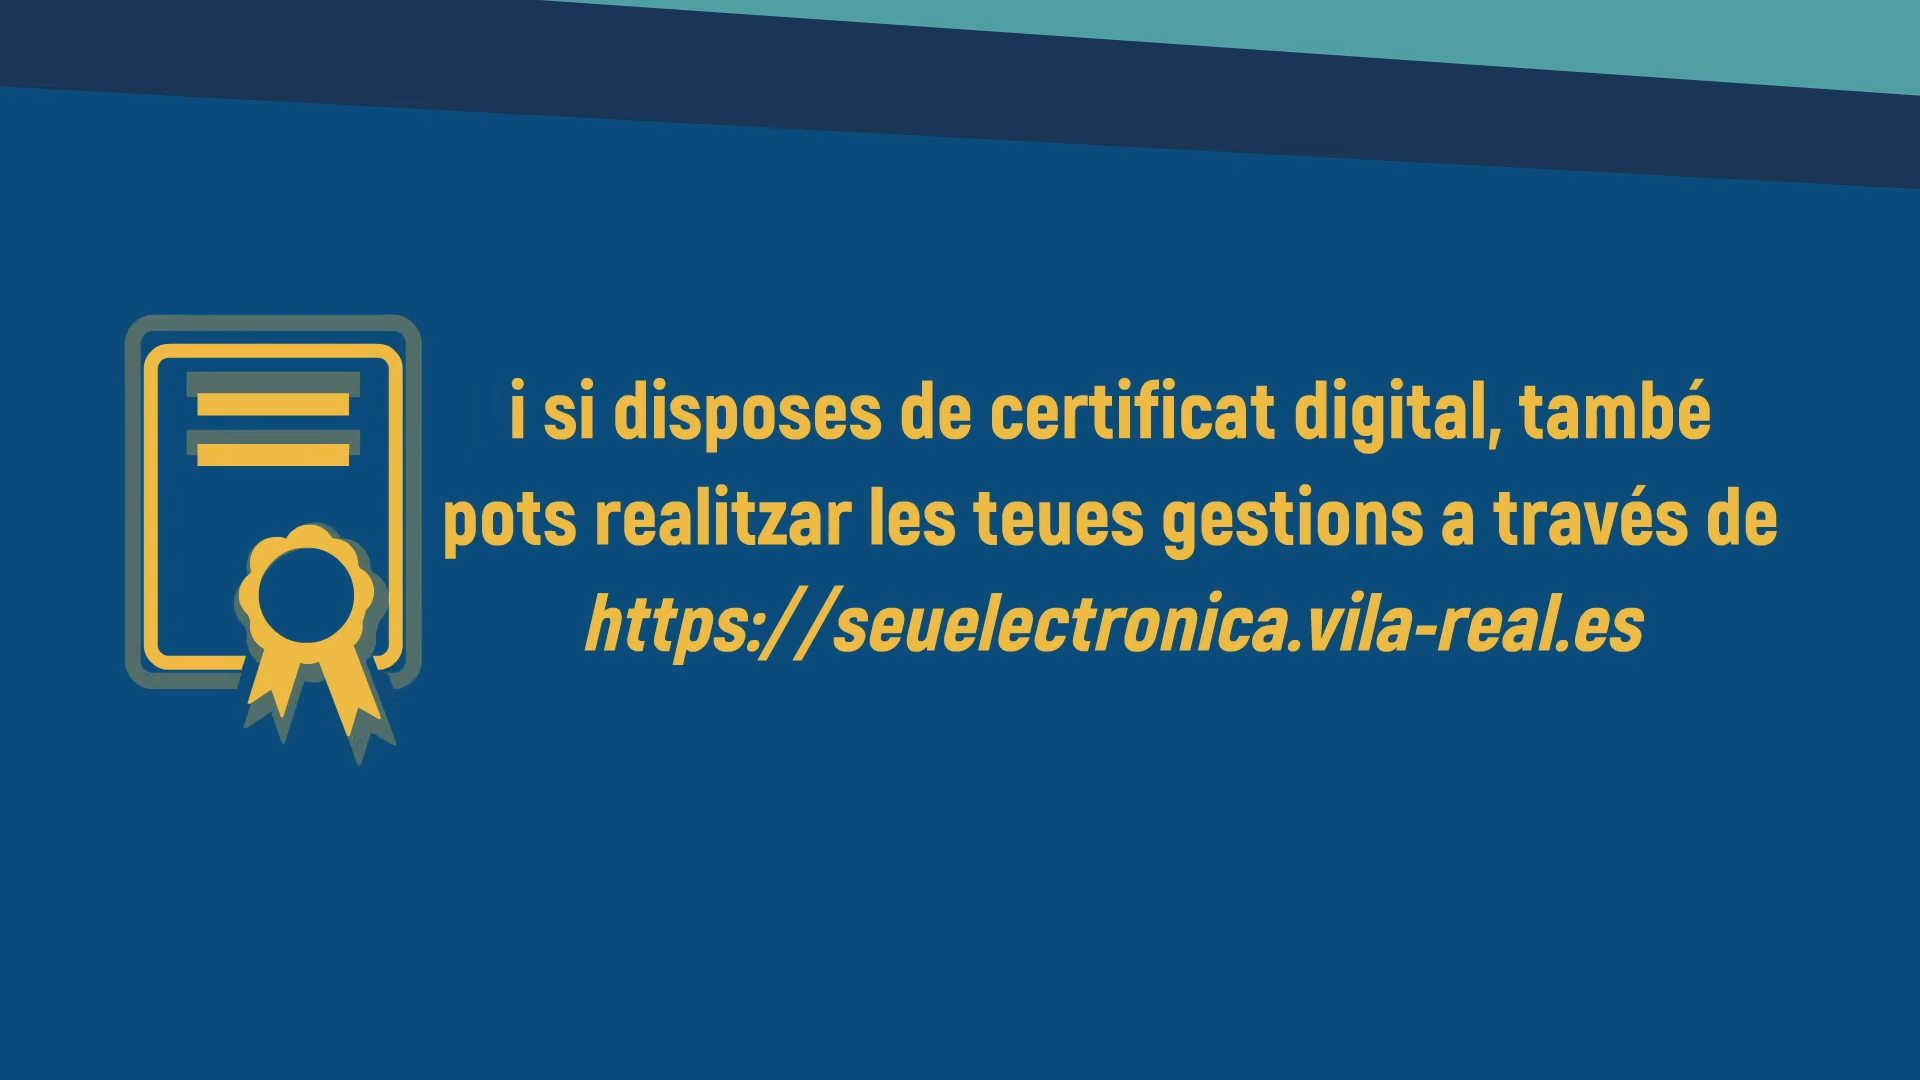 i si disposes de certificat digital, també
pots realitzar les teues gestions a través de
https://seuelectronica.vila-real.es